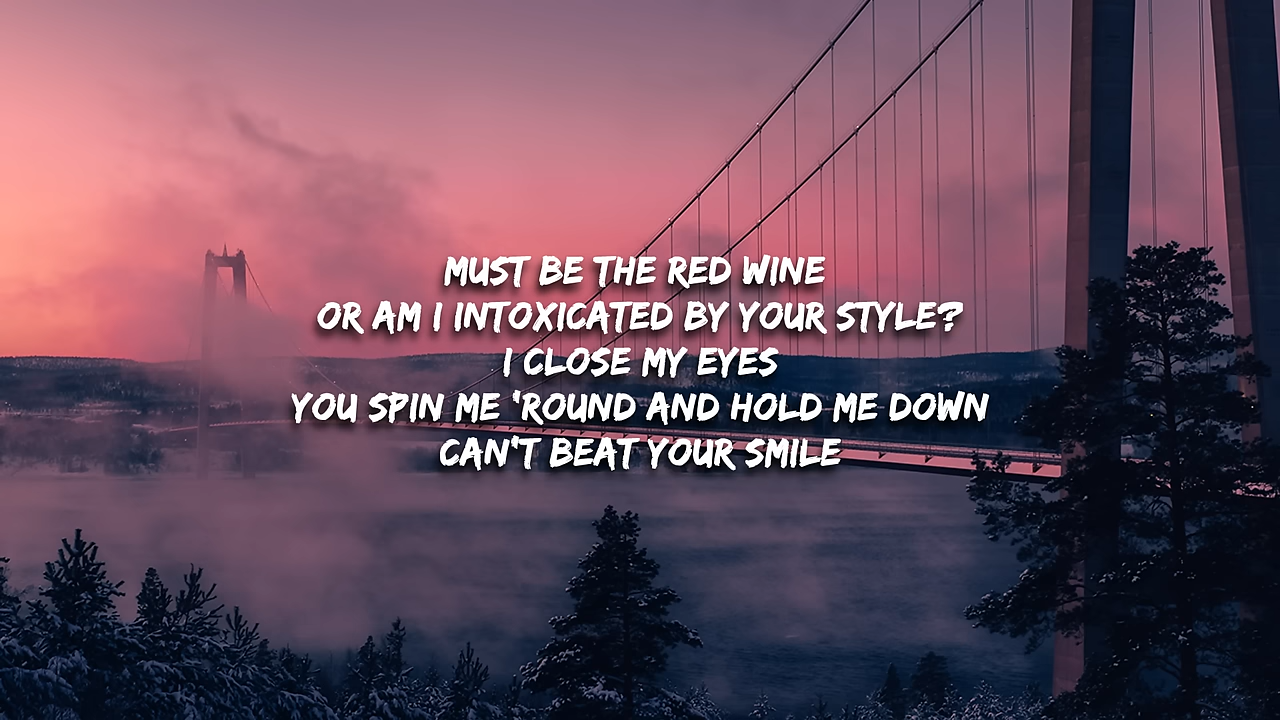 MUST BE THE RED WINE
OR AM I INTOXICATED BY YOUR STYLE?
I CLOSE MY EYES
YOU SPIN ME 'ROUND AND HOLD ME DOWN
CAN'T BEAT YOUR SMILE